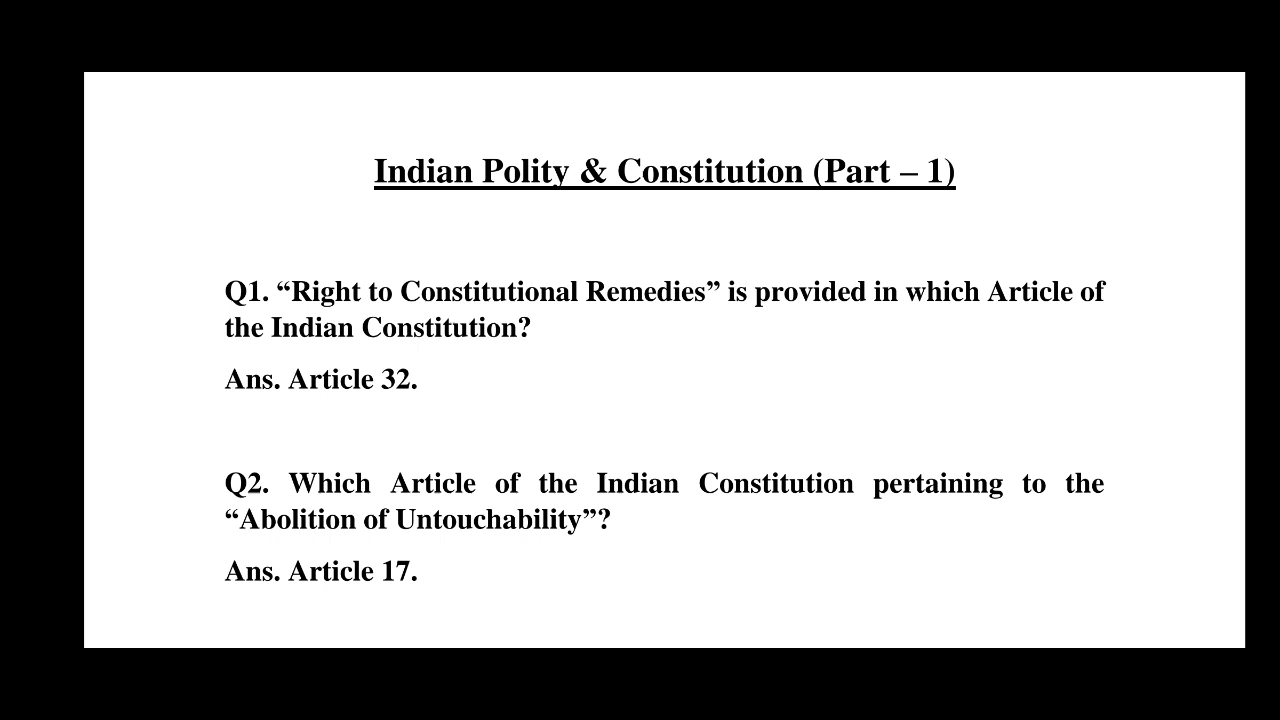 Indian Polity & Constitution (Part – 1)
Q1. “Right to Constitutional Remedies” is provided in which Article of
the Indian Constitution?
Ans. Article 32.
Q2. Which Article of the Indian Constitution pertaining to the
“Abolition of Untouchability”?
Ans. Article 17.